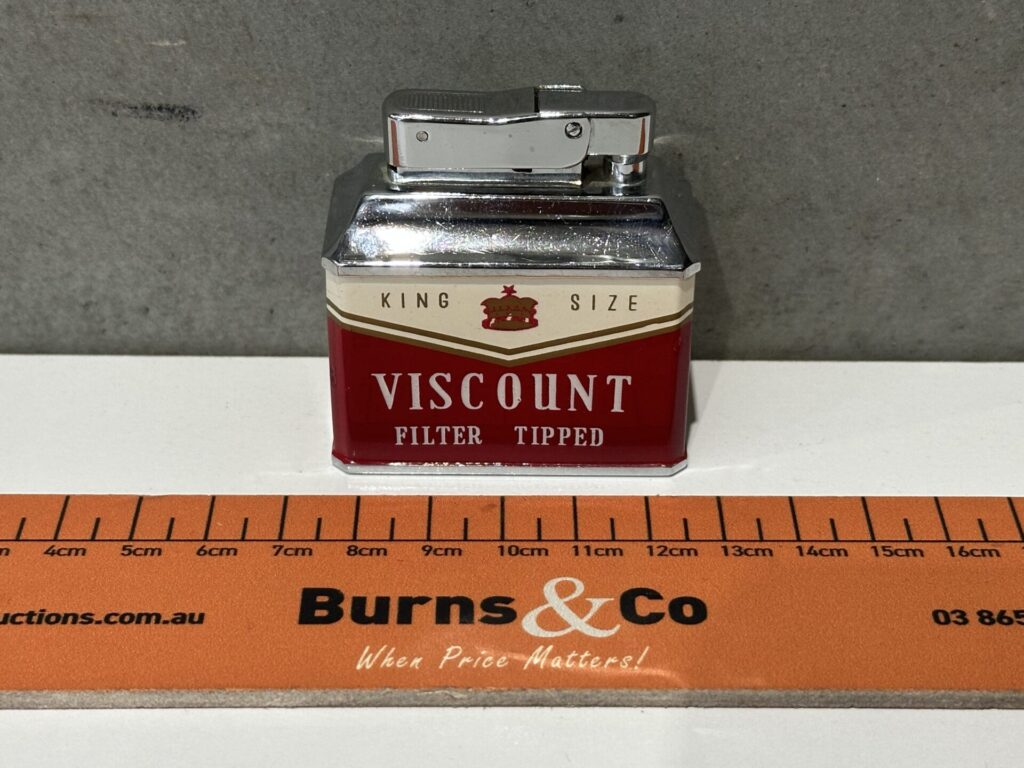 KING SIZE
VISCOUNT
FILTER TIPPED
4cm 5cm 6cm 7cm 8cm 9cm 10cm 11cm 12cm 13cm 14cm 15cm 16cm
Burns & Co
uctions.com.au
03 865
When Price Matters!